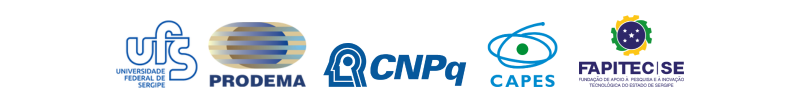 ufs
UNIVERSIDADE
FEDERAL DE
SERGIPE
PRODEMA
CNPq
CAPES
FAPITEC|SE
FUNDAÇÃO DE APOIO À PESQUISA E À INOVAÇÃO
TECNOLÓGICA DO ESTADO DE SERGIPE